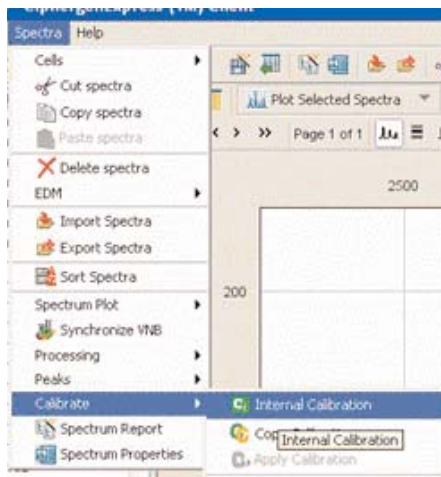 CiphergenExpress (TM) Client
Spectra Help
Cells
Cut spectra
Copy spectra
Paste spectra
Delete spectra
EDM
Import Spectra
Export Spectra
Sort Spectra
Spectrum Plot
Synchronize VNB
Processing
Peaks
Calibrate
Spectrum Report
Spectrum Properties
Plot Selected Spectra
Page 1 of 1
2500
200
Internal Calibration
Internal Calibration
Apply Calibration